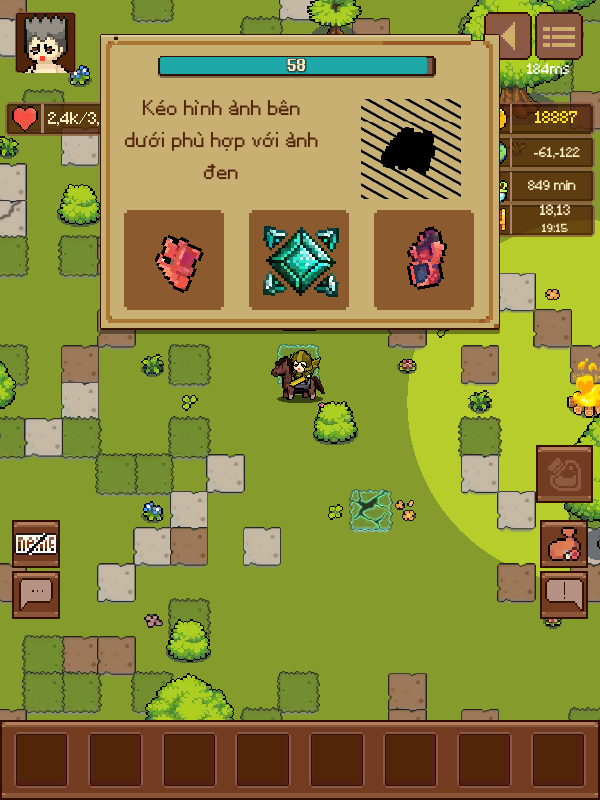 58
184ms
Kéo hình ảnh bên
dưới phù hợp với ảnh
đen
2,4k/3,
18887
-61,-122
849 min
18,13
19:15